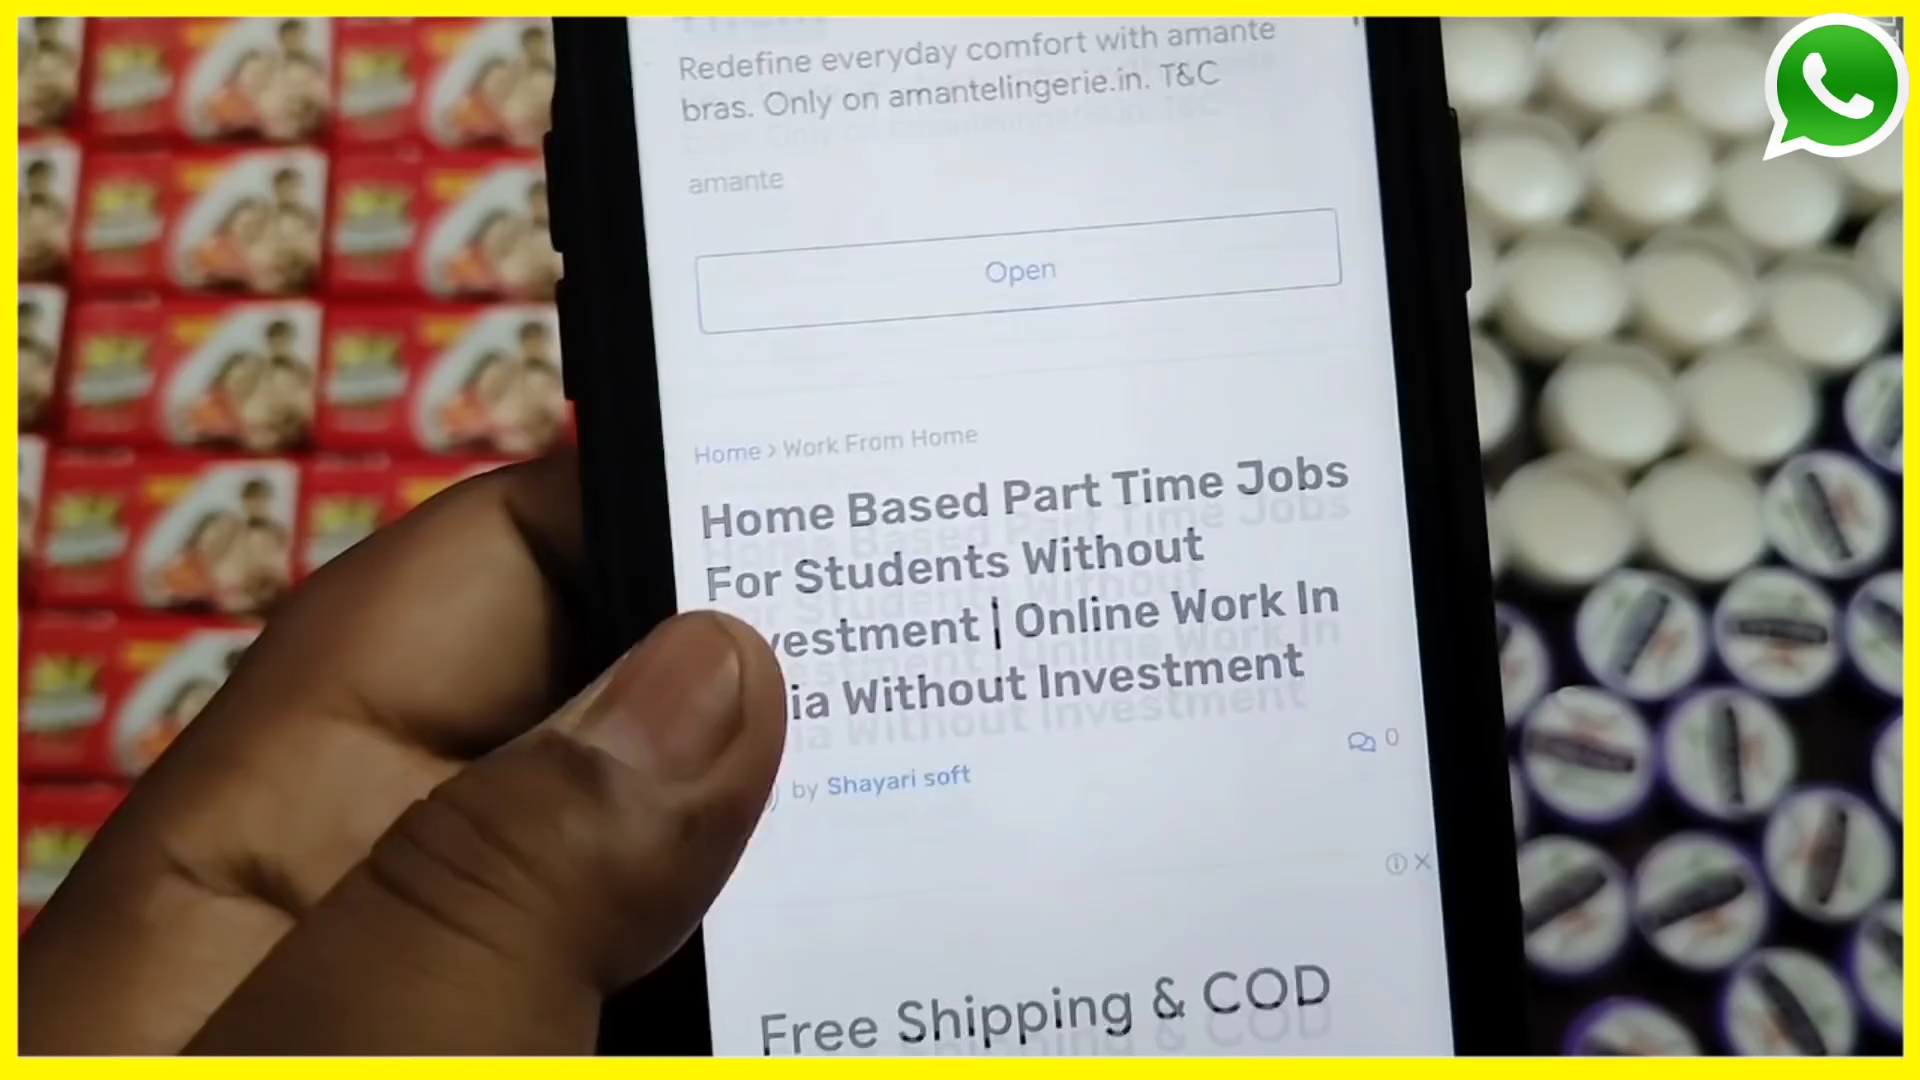 Redefine everyday comfort with amante
bras. Only on amantelingerie.in. T&C
amante
Open
Home > Work From Home
Home Based Part Time Jobs
For Students Without
vestment | Online Work In
ia Without Investment
by Shayari soft
0
Free Shipping & COD